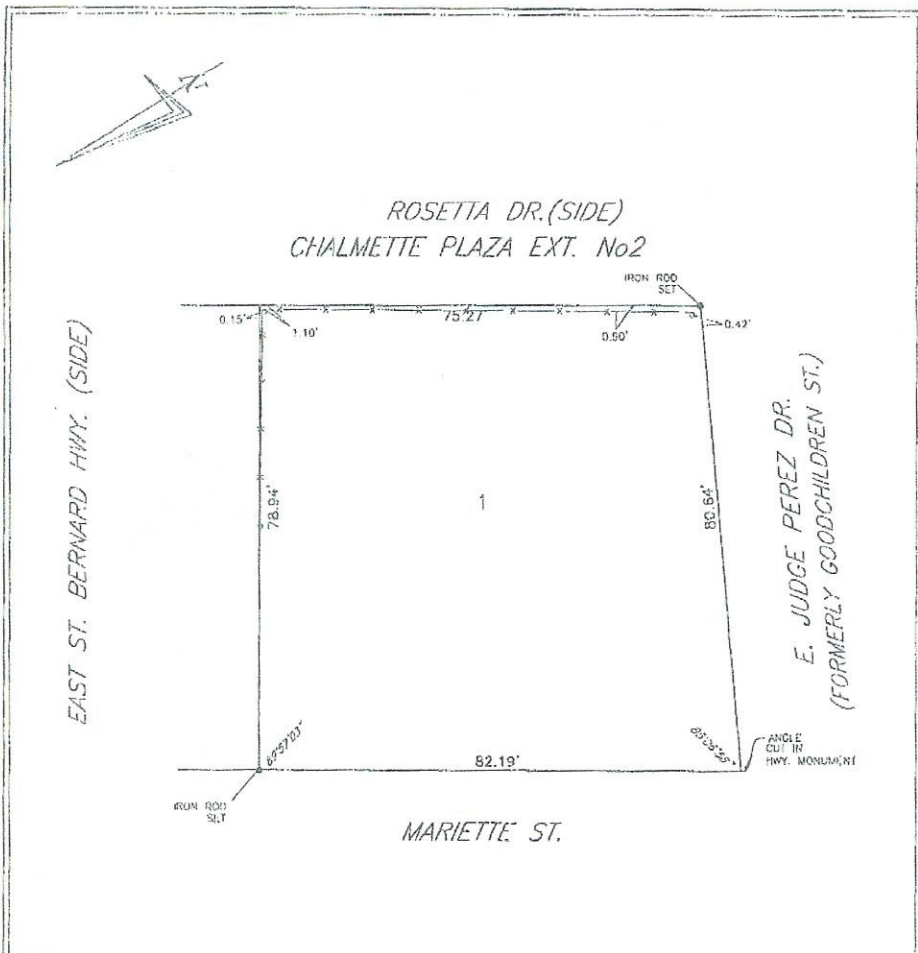 N
ROSETTA DR.(SIDE)
CHALMETTE PLAZA EXT. No2
IRON ROD
SET
0.15'
1.10'
75.27
0.90'
0.42'
EAST ST. BERNARD HWY. (SIDE)
78.94'
1
80.64'
E. JUDGE PEREZ DR.
(FORMERLY GOODCHILDREN ST.)
82.19'
ANGLE
CUT IN
HWY. MONUMENT
IRON ROD
SET
MARIETTE ST.